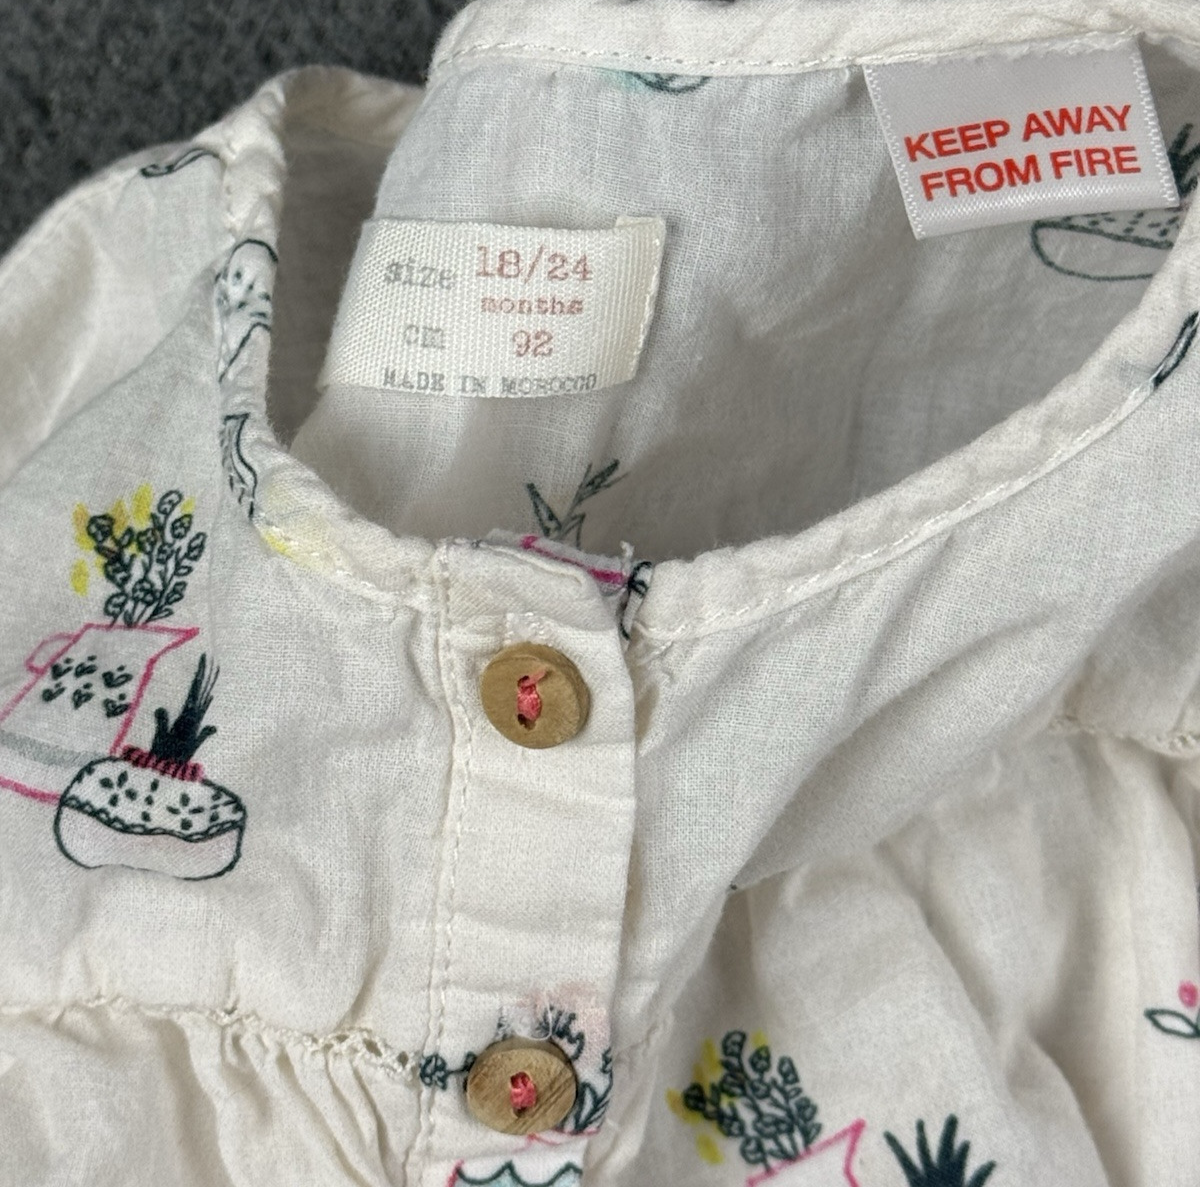 KEEP AWAY
FROM FIRE
size 18/24
months
cm 92
MADE IN MOROCCO